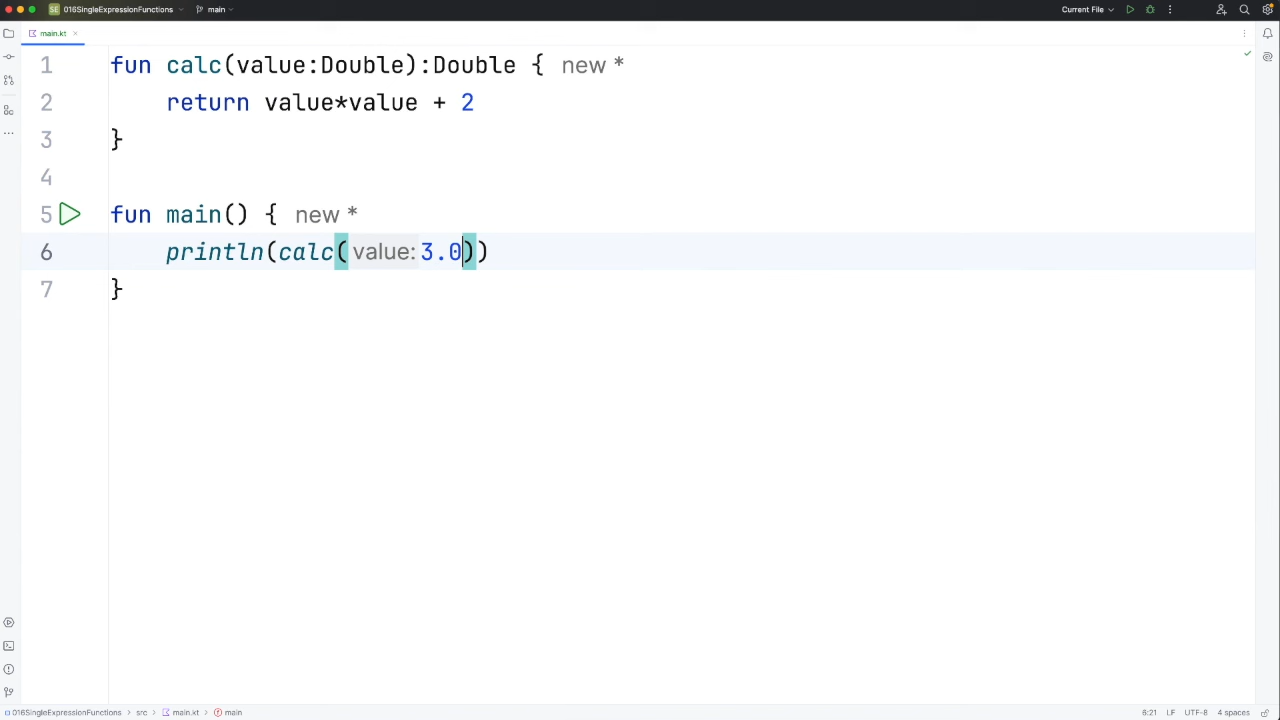 SE 016SingleExpressionFunctions main Current File
main.kt
1 fun calc(value:Double):Double { new *
2 return value*value + 2
3 }
4
5 fun main() { new *
6 println(calc( value: 3.0))
7 }
016SingleExpressionFunctions > src > main.kt > main 6:21 LF UTF-8 4 spaces